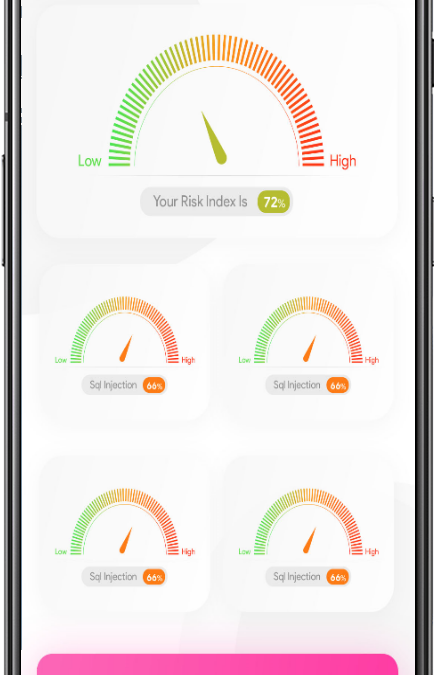 Low High
Your Risk Index Is 72%
Low High Low High
Sql Injection 66% Sql Injection 66%
Low High Low High
Sql Injection 66% Sql Injection 66%